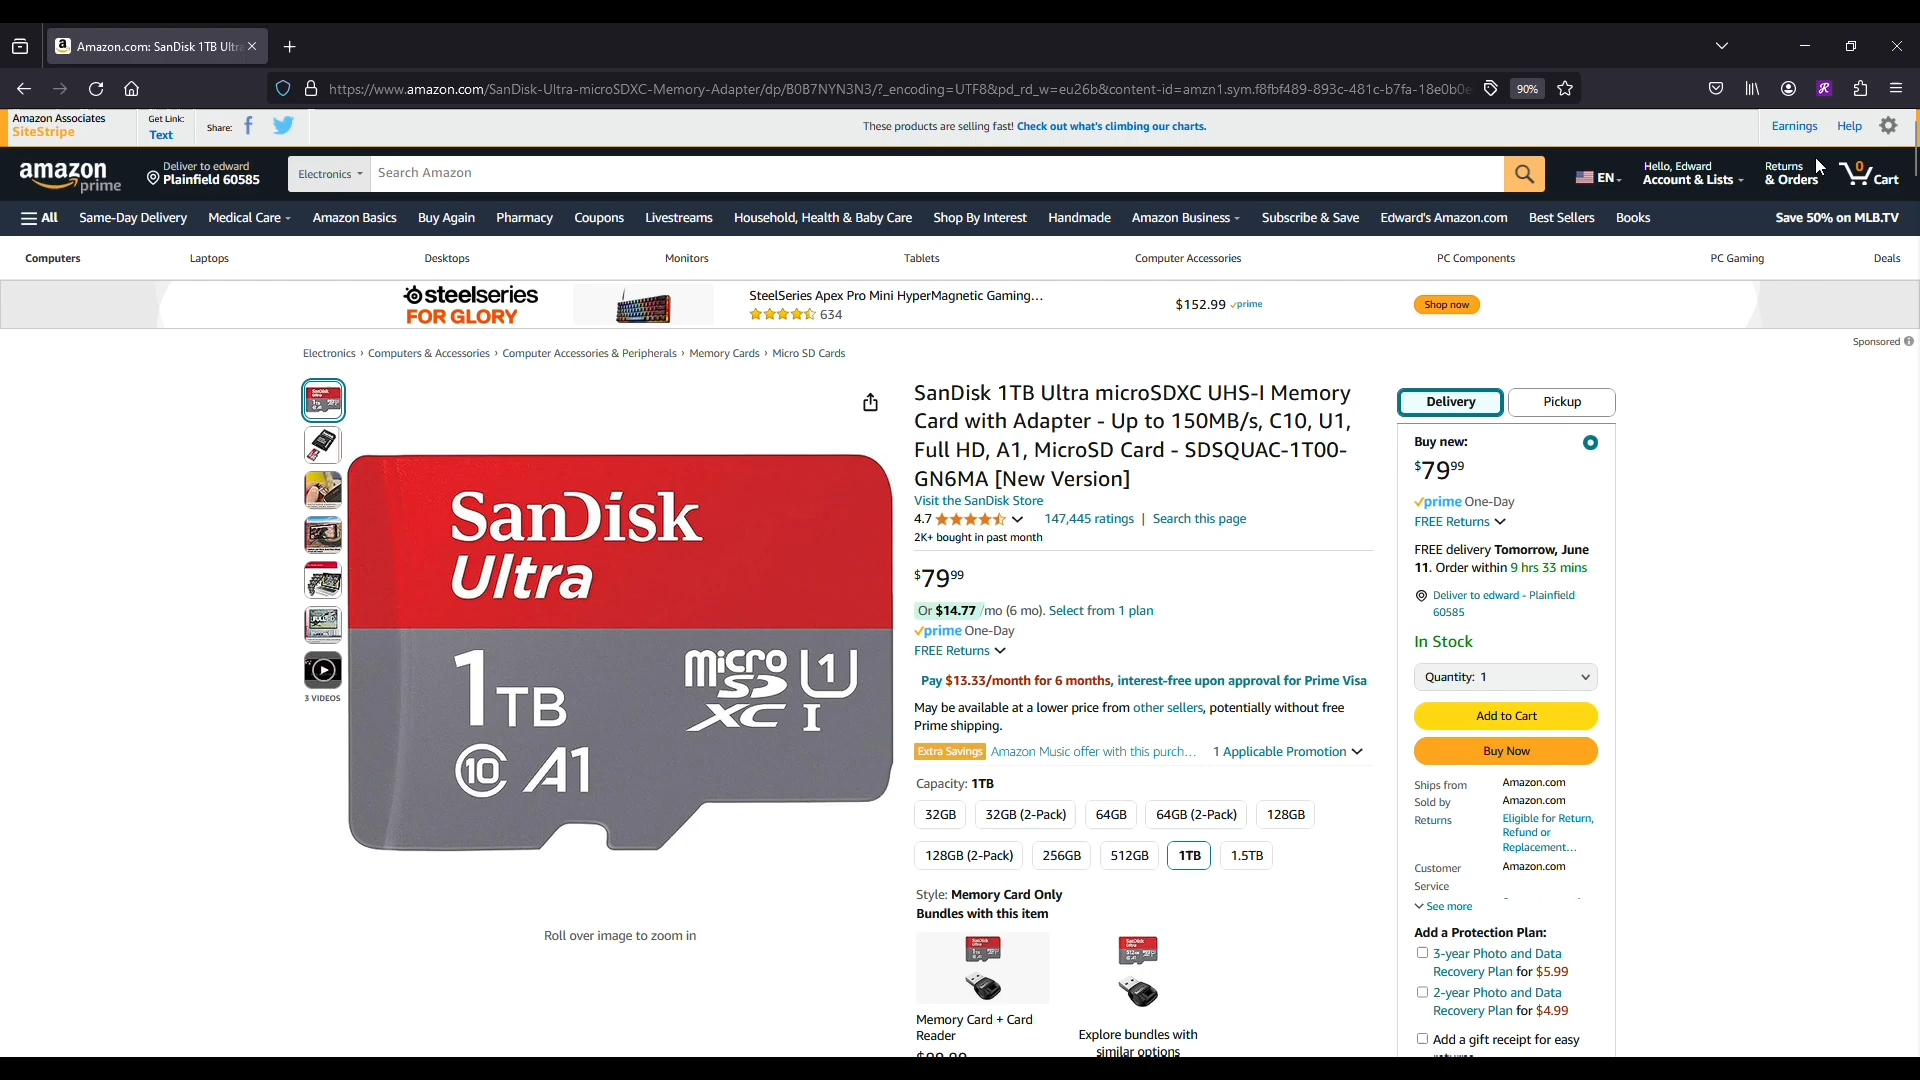 Amazon.com: SanDisk 1TB Ultra
https://www.amazon.com/SanDisk-Ultra-microSDXC-Memory-Adapter/dp/B0B7NYN3N3/?_encoding=UTF8&pd_rd_w=eu26b&content-id=amzn1.sym.f8fbf489-893c-481c-b7fa-18e0b0e
90%
Amazon Associates
SiteStripe
Get Link:
Text
Share:
These products are selling fast! Check out what's climbing our charts.
Earnings
Help
amazon
prime
Deliver to edward
Plainfield 60585
Electronics
Search Amazon
EN
Hello, Edward
Account & Lists
Returns
& Orders
0
Cart
All
Same-Day Delivery
Medical Care
Amazon Basics
Buy Again
Pharmacy
Coupons
Livestreams
Household, Health & Baby Care
Shop By Interest
Handmade
Amazon Business
Subscribe & Save
Edward's Amazon.com
Best Sellers
Books
Save 50% on MLB.TV
Computers
Laptops
Desktops
Monitors
Tablets
Computer Accessories
PC Components
PC Gaming
Deals
steelseries
FOR GLORY
SteelSeries Apex Pro Mini HyperMagnetic Gaming...
634
$152.99 prime
Shop now
Sponsored
Electronics › Computers & Accessories › Computer Accessories & Peripherals › Memory Cards › Micro SD Cards
3 VIDEOS
SanDisk
Ultra
1TB
micro SD XC I
U1
10 A1
Roll over image to zoom in
SanDisk 1TB Ultra microSDXC UHS-I Memory
Card with Adapter - Up to 150MB/s, C10, U1,
Full HD, A1, MicroSD Card - SDSQUAC-1T00-
GN6MA [New Version]
Visit the SanDisk Store
4.7
147,445 ratings | Search this page
2K+ bought in past month
$79 99
Or $14.77 /mo (6 mo). Select from 1 plan
prime One-Day
FREE Returns
Pay $13.33/month for 6 months, interest-free upon approval for Prime Visa
May be available at a lower price from other sellers, potentially without free
Prime shipping.
Extra Savings Amazon Music offer with this purch... 1 Applicable Promotion
Capacity: 1TB
32GB
32GB (2-Pack)
64GB
64GB (2-Pack)
128GB
128GB (2-Pack)
256GB
512GB
1TB
1.5TB
Style: Memory Card Only
Bundles with this item
Memory Card + Card
Reader
Explore bundles with
similar options
Delivery
Pickup
Buy new:
$79 99
prime One-Day
FREE Returns
FREE delivery Tomorrow, June
11. Order within 9 hrs 33 mins
Deliver to edward - Plainfield
60585
In Stock
Quantity: 1
Add to Cart
Buy Now
Ships from
Amazon.com
Sold by
Amazon.com
Returns
Eligible for Return,
Refund or
Replacement...
Customer
Service
Amazon.com
See more
Add a Protection Plan:
3-year Photo and Data
Recovery Plan for $5.99
2-year Photo and Data
Recovery Plan for $4.99
Add a gift receipt for easy